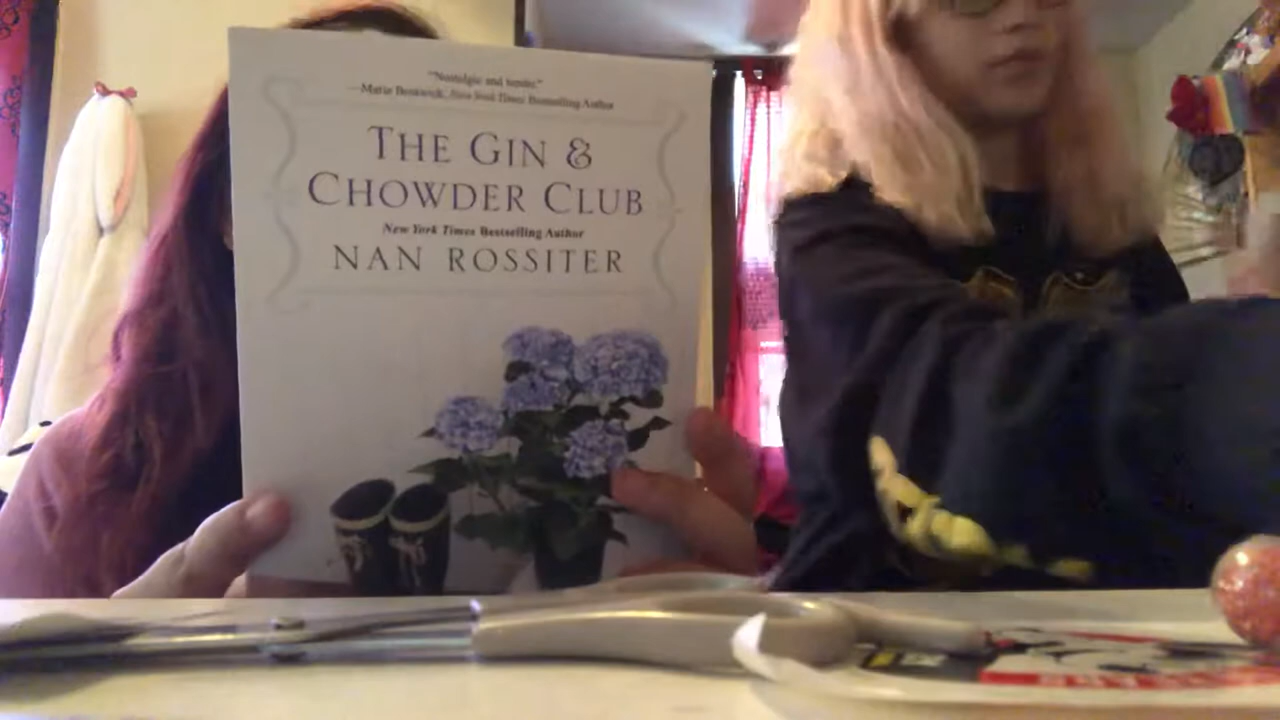 "Nostalgic and tender."
—Marie Bostwick, New York Times Bestselling Author
THE GIN &
CHOWDER CLUB
New York Times Bestselling Author
NAN ROSSITER